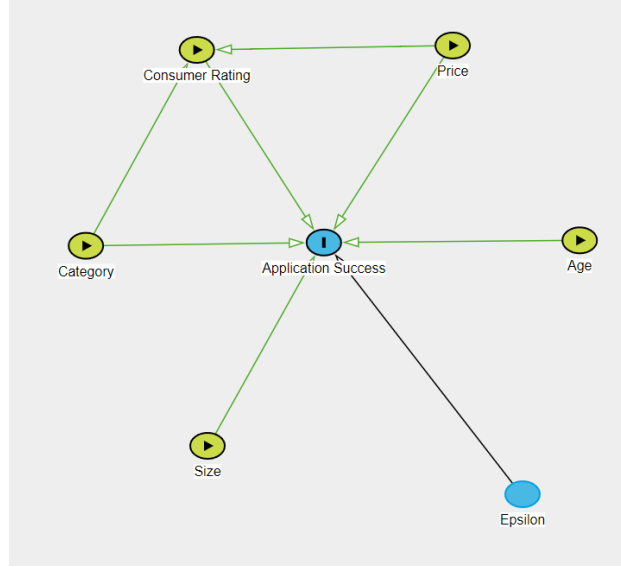 Consumer Rating
Price
Category
Application Success
Age
Size
Epsilon